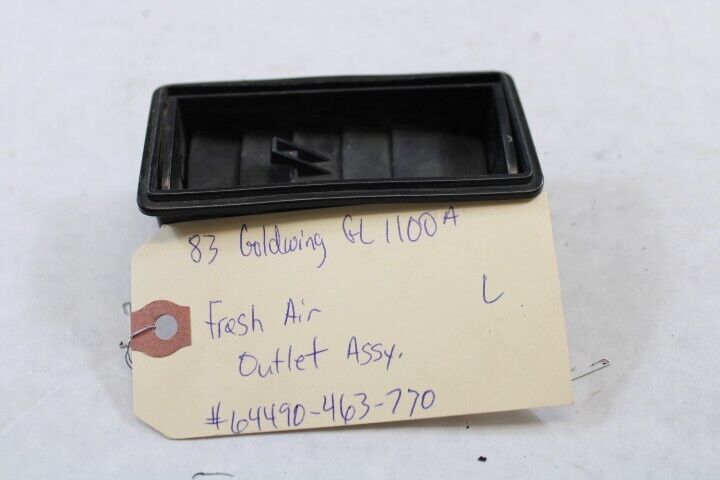 83 Goldwing GL1100A
L
Fresh Air
Outlet Assy.
#64490-463-770